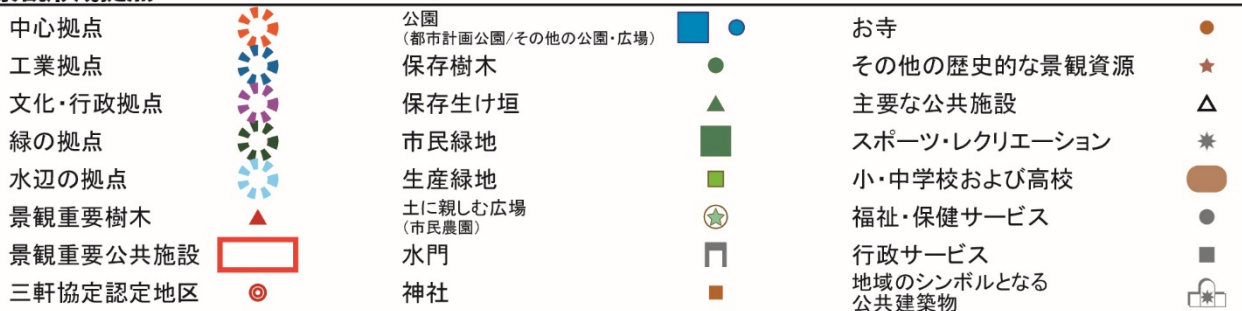 中心拠点
工業拠点
文化・行政拠点
緑の拠点
水辺の拠点
景観重要樹木
景観重要公共施設
三軒協定認定地区
公園
(都市計画公園/その他の公園・広場)
保存樹木
保存生け垣
市民緑地
生産緑地
土に親しむ広場
(市民農園)
水門
神社
お寺
その他の歴史的な景観資源
主要な公共施設
スポーツ・レクリエーション
小・中学校および高校
福祉・保健サービス
行政サービス
地域のシンボルとなる
公共建築物